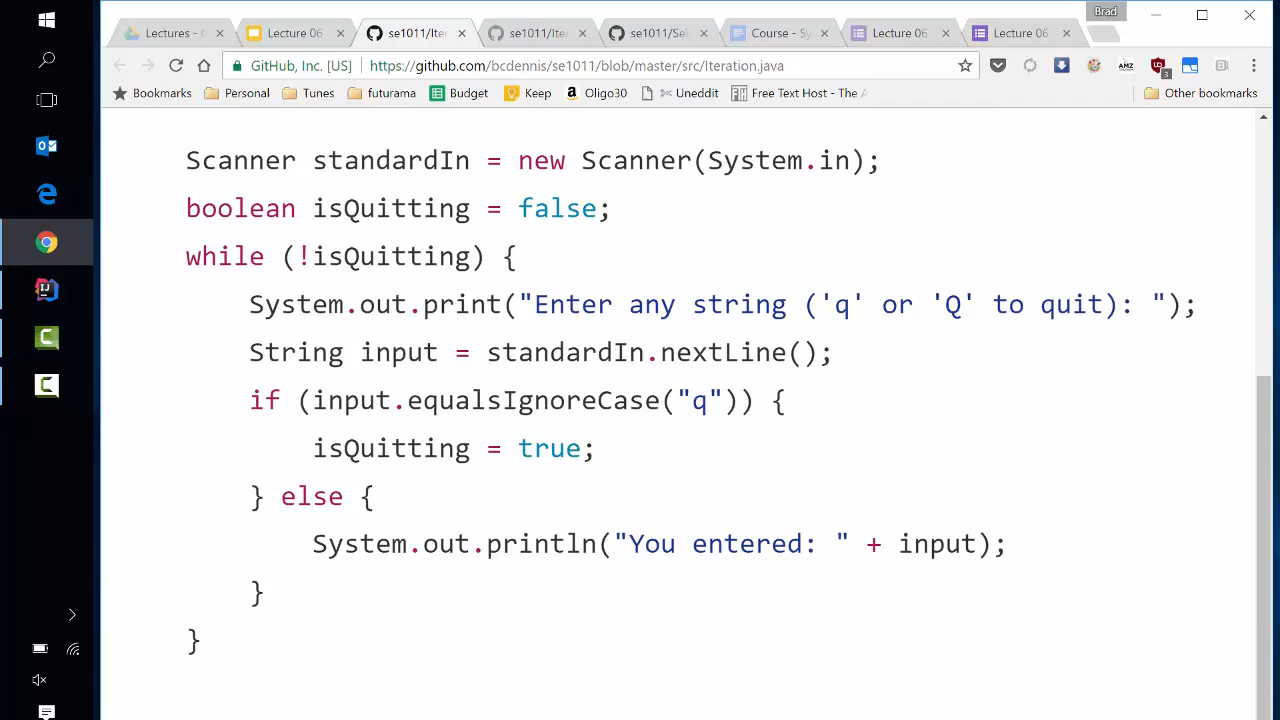 Brad
Lectures - Lecture 06 se1011/Ite se1011/Ite se1011/Sel Course - Sy Lecture 06 Lecture 06
GitHub, Inc. [US] https://github.com/bcdennis/se1011/blob/master/src/Iteration.java
Bookmarks Personal Tunes futurama Budget Keep Oligo30 Uneddit Free Text Host - The A Other bookmarks
Scanner standardIn = new Scanner(System.in);
boolean isQuitting = false;
while (!isQuitting) {
System.out.print("Enter any string ('q' or 'Q' to quit): ");
String input = standardIn.nextLine();
if (input.equalsIgnoreCase("q")) {
isQuitting = true;
} else {
System.out.println("You entered: " + input);
}
}